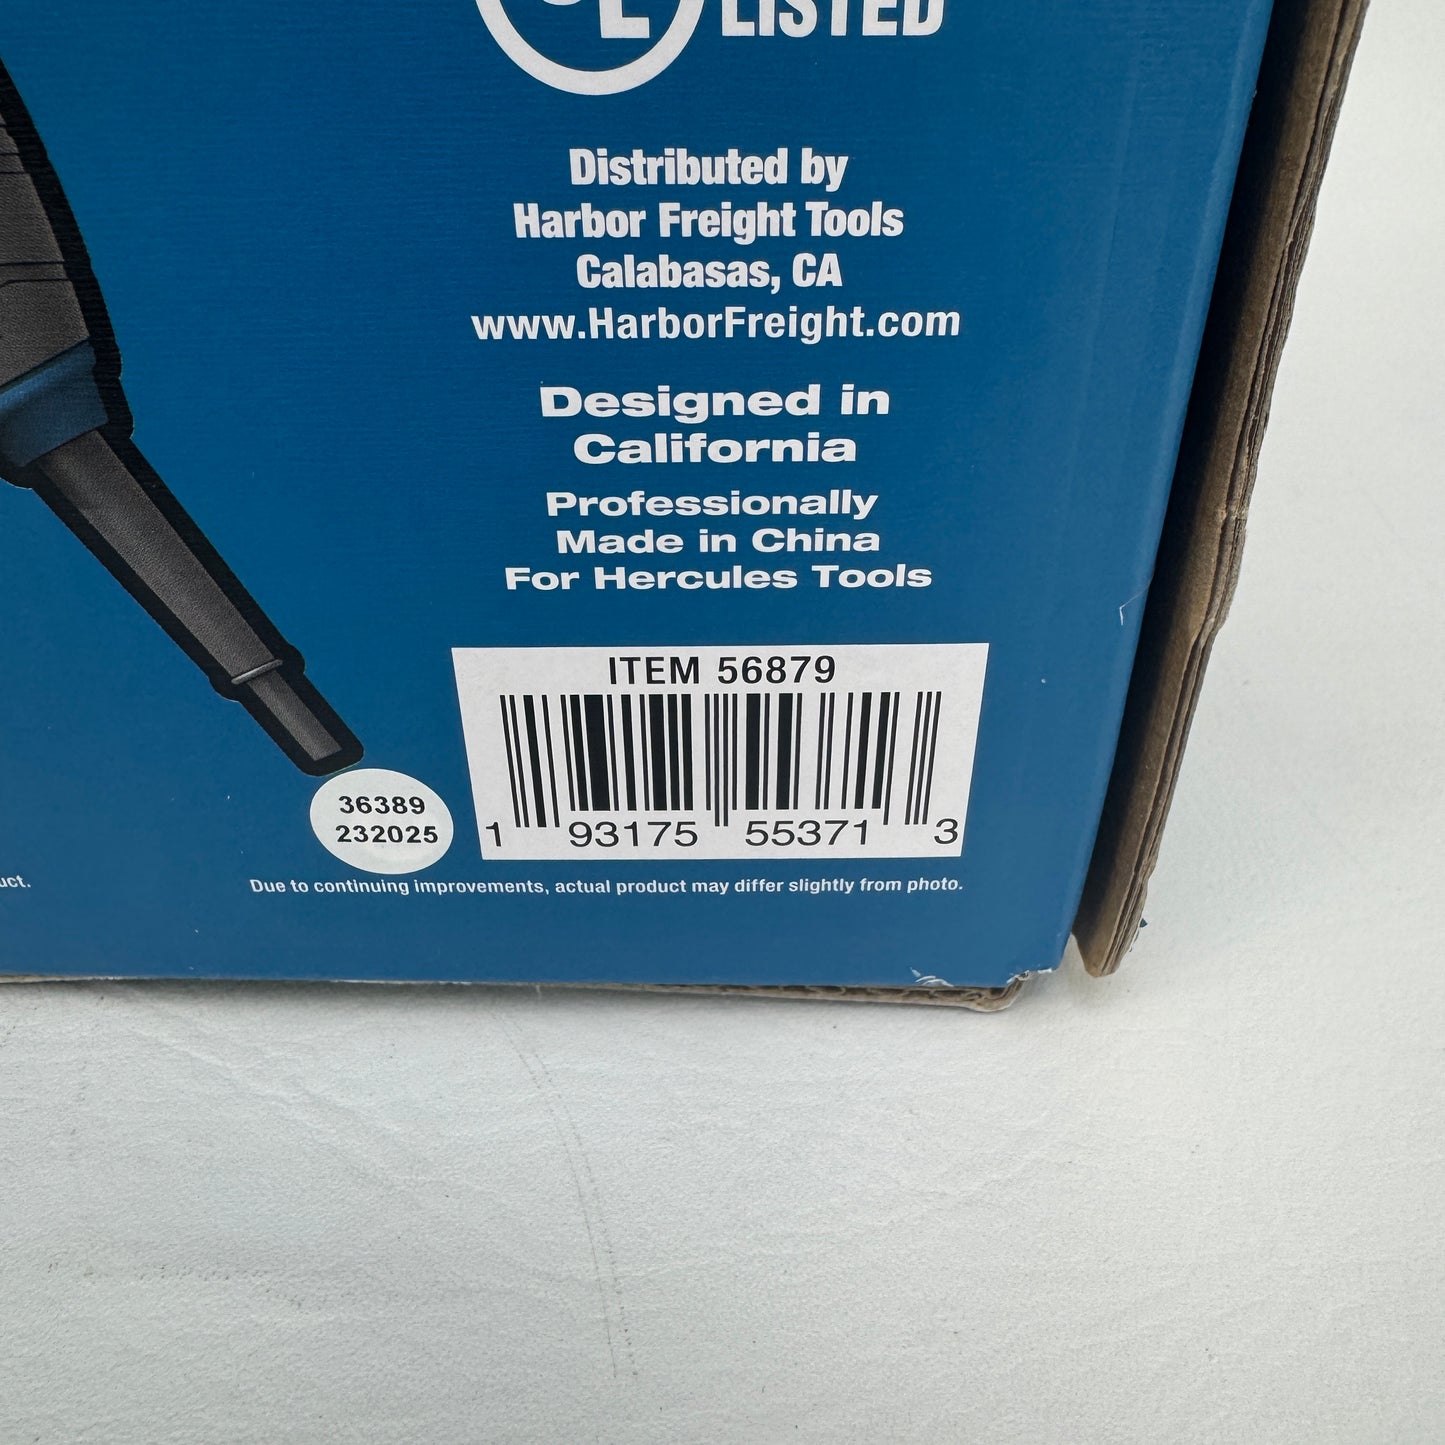 LISTED
Distributed by
Harbor Freight Tools
Calabasas, CA
www.HarborFreight.com
Designed in
California
Professionally
Made in China
For Hercules Tools
ITEM 56879
1 93175 55371 3
36389
232025
Due to continuing improvements, actual product may differ slightly from photo.